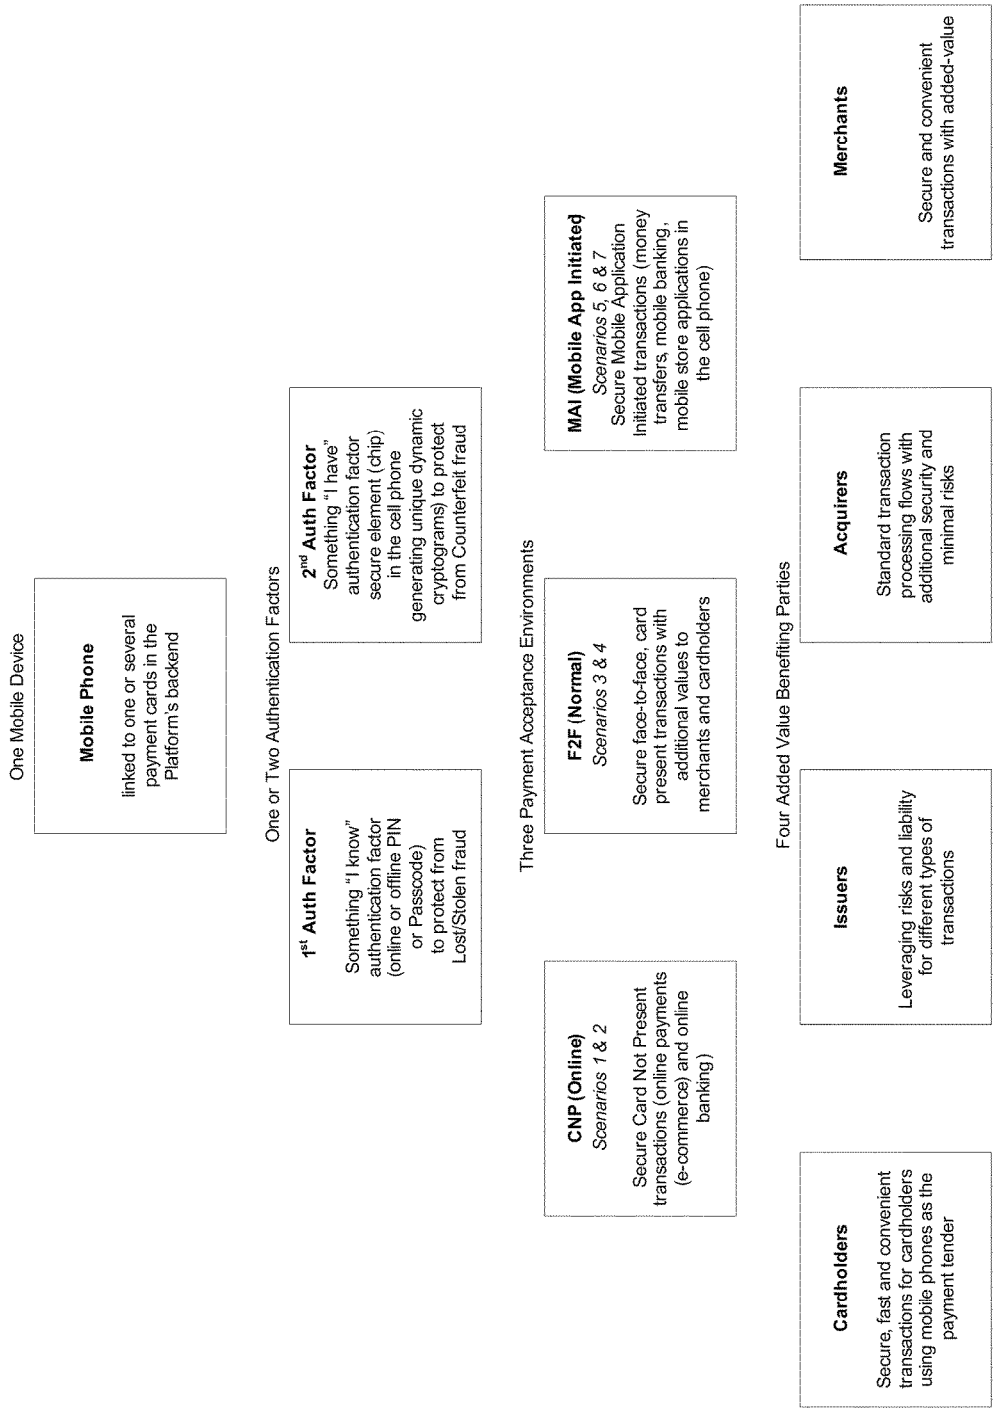 One Mobile Device
Mobile Phone
linked to one or several
payment cards in the
Platform's backend
One or Two Authentication Factors
1st Auth Factor
Something "I know"
authentication factor
(online or offline PIN
or Passcode)
to protect from
Lost/Stolen fraud
2nd Auth Factor
Something "I have"
authentication factor
secure element (chip)
in the cell phone
generating unique dynamic
cryptograms) to protect
from Counterfeit fraud
Three Payment Acceptance Environments
CNP (Online)
Scenarios 1 & 2
Secure Card Not Present
transactions (online payments
(e-commerce) and online
banking)
F2F (Normal)
Scenarios 3 & 4
Secure face-to-face, card
present transactions with
additional values to
merchants and cardholders
MAI (Mobile App Initiated)
Scenarios 5, 6 & 7
Secure Mobile Application
Initiated transactions (money
transfers, mobile banking,
mobile store applications in
the cell phone)
Four Added Value Benefiting Parties
Cardholders
Secure, fast and convenient
transactions for cardholders
using mobile phones as the
payment tender
Issuers
Leveraging risks and liability
for different types of
transactions
Acquirers
Standard transaction
processing flows with
additional security and
minimal risks
Merchants
Secure and convenient
transactions with added-value